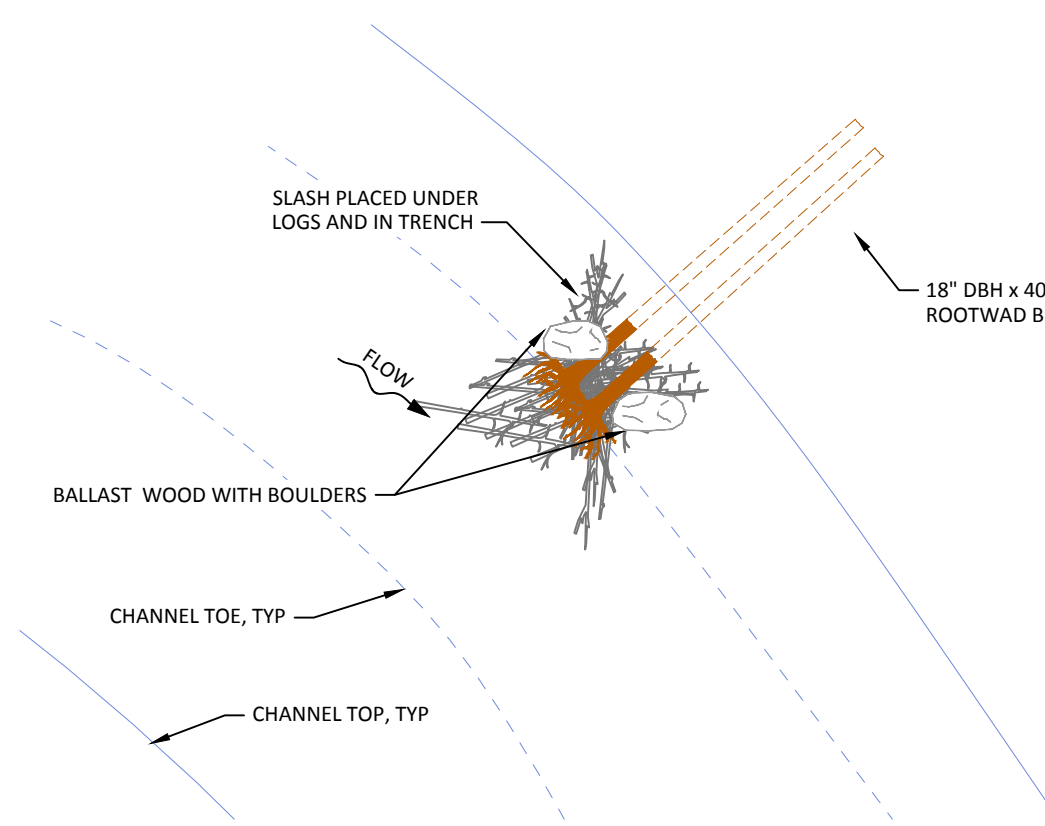 SLASH PLACED UNDER
LOGS AND IN TRENCH
18" DBH x 40
ROOTWAD B
FLOW
BALLAST WOOD WITH BOULDERS
CHANNEL TOE, TYP
CHANNEL TOP, TYP